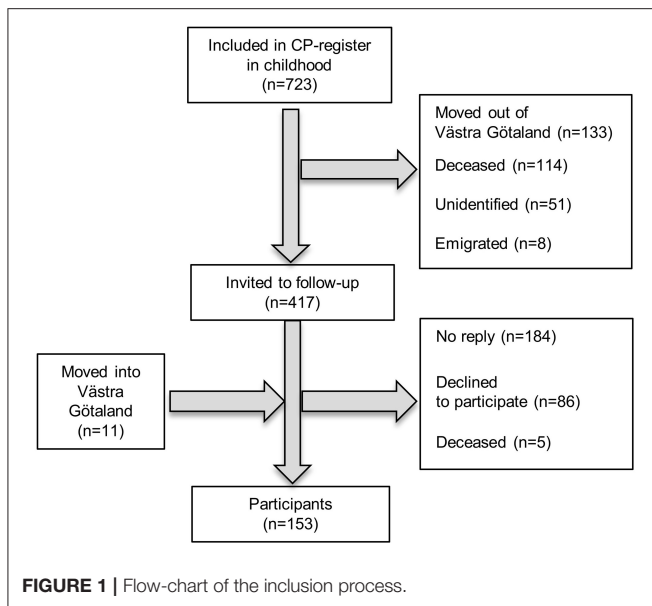 Included in CP-register
in childhood
(n=723)
Moved out of
Västra Götaland (n=133)
Deceased (n=114)
Unidentified (n=51)
Emigrated (n=8)
Invited to follow-up
(n=417)
Moved into
Västra
Götaland
(n=11)
No reply (n=184)
Declined
to participate (n=86)
Deceased (n=5)
Participants
(n=153)
FIGURE 1 | Flow-chart of the inclusion process.